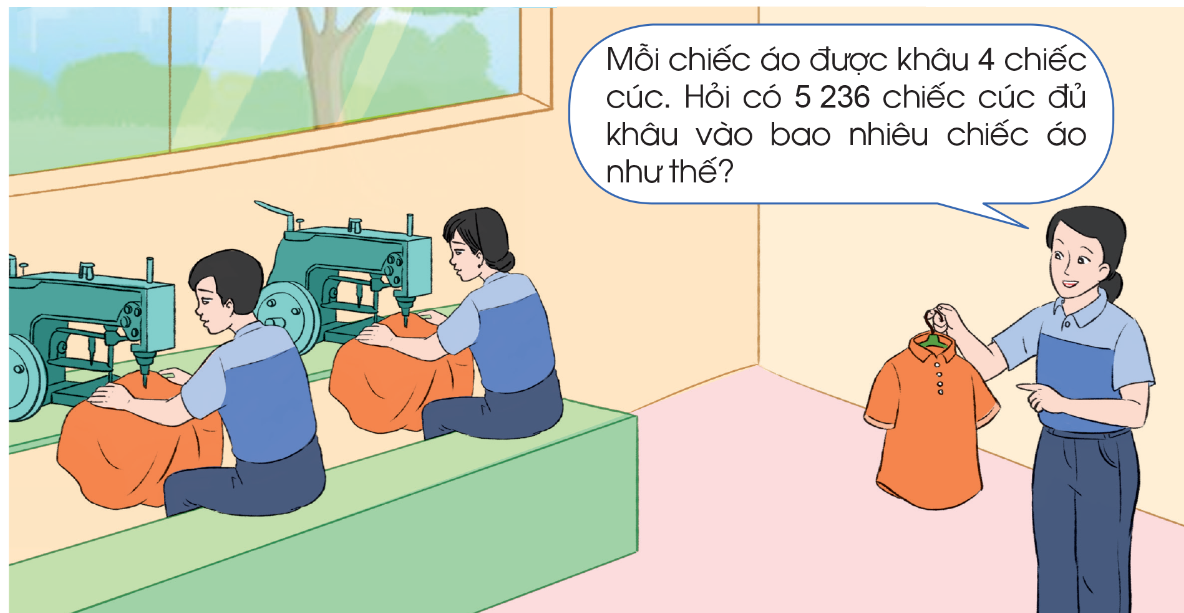 Mỗi chiếc áo được khâu 4 chiếc
cúc. Hỏi có 5 236 chiếc cúc đủ
khâu vào bao nhiêu chiếc áo
như thế?